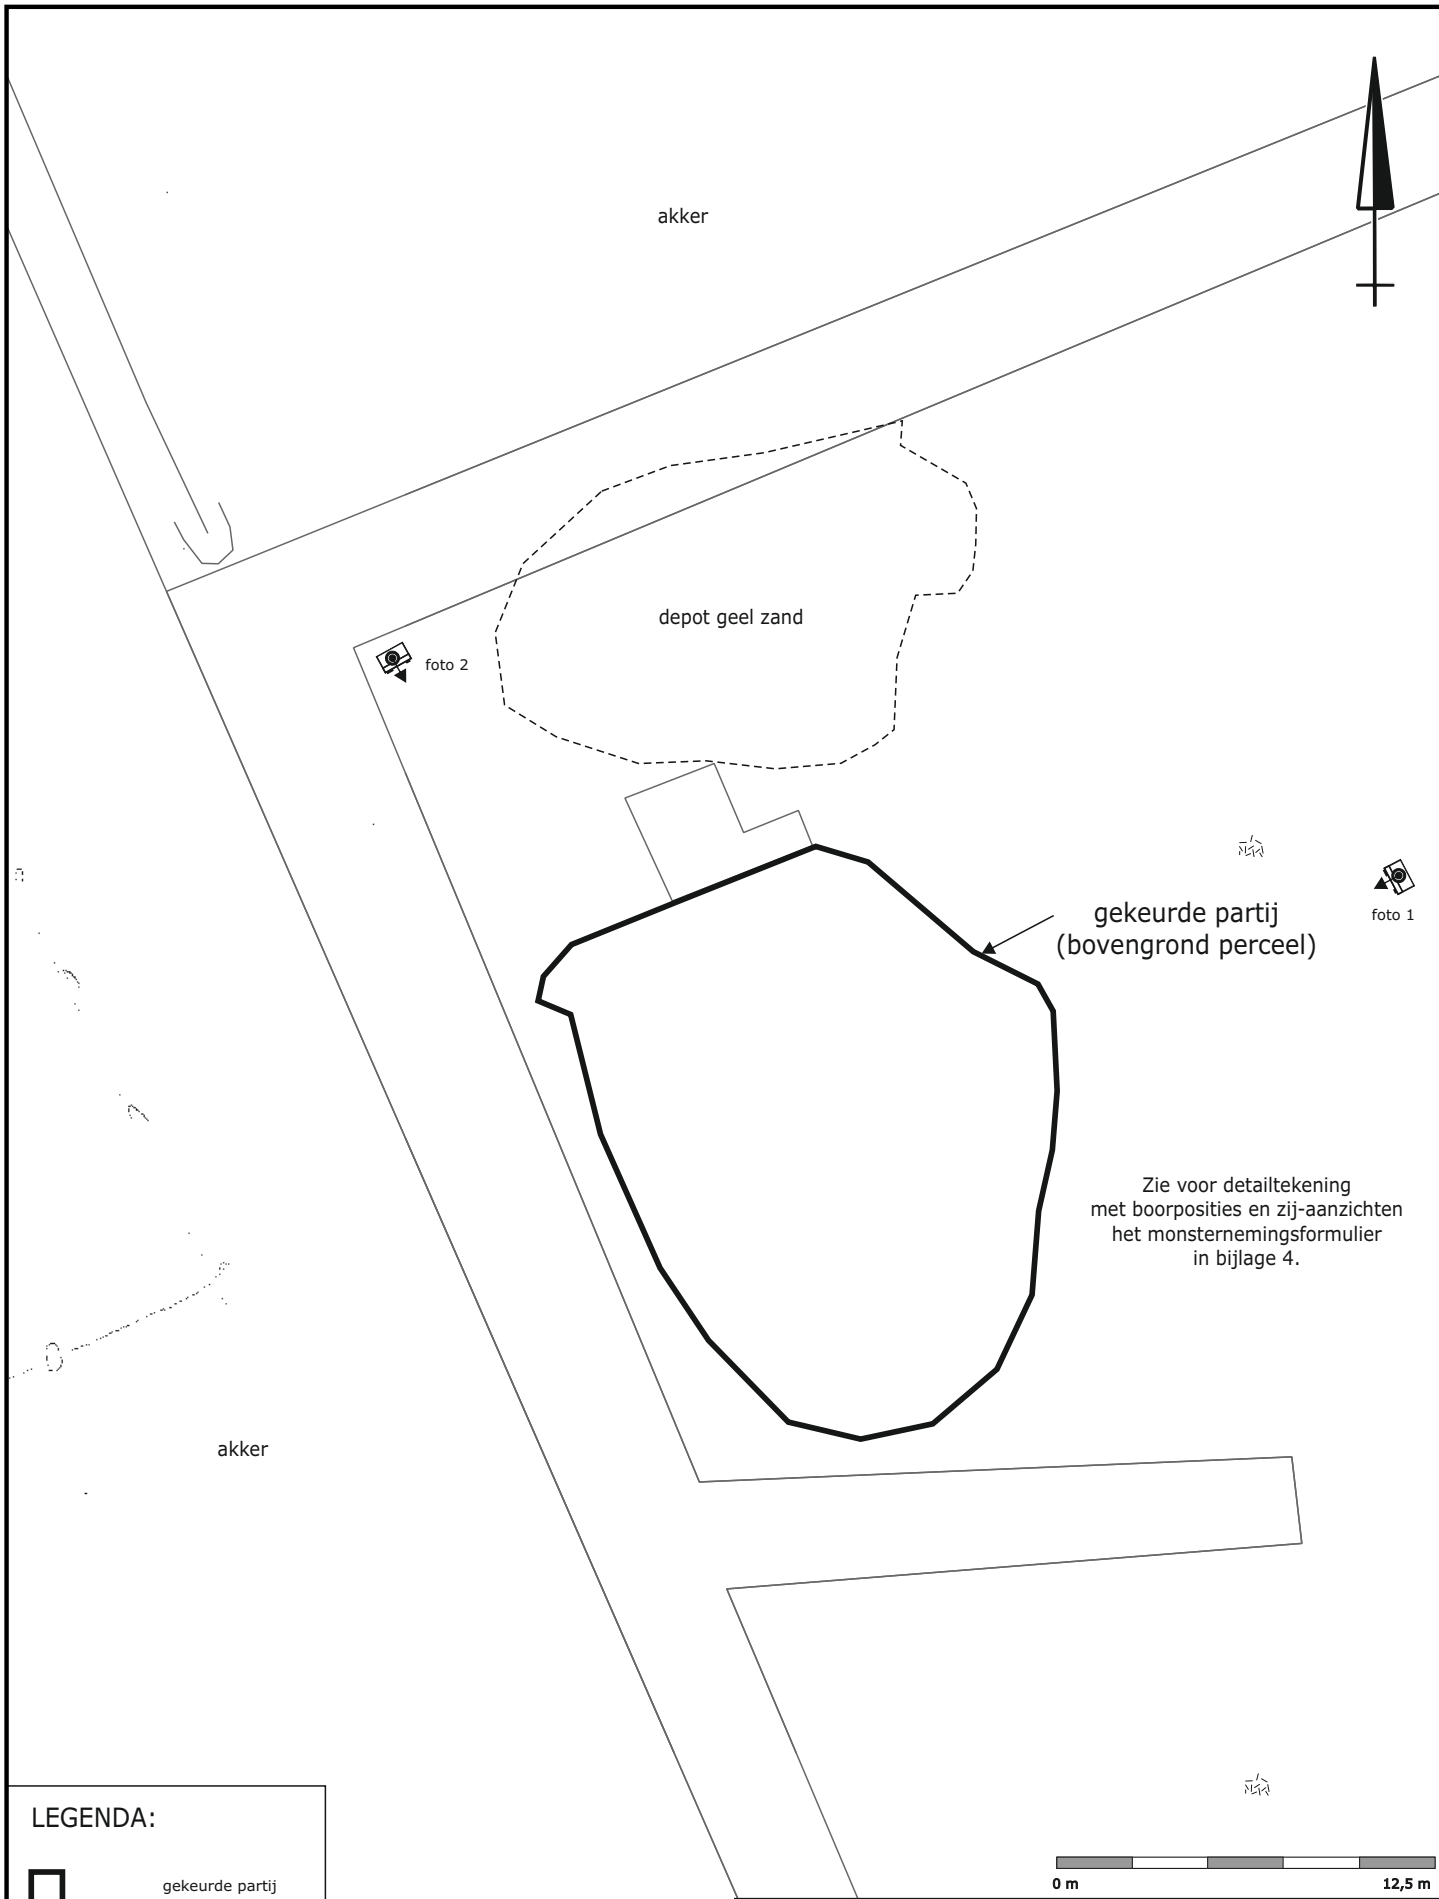 akker
depot geel zand
foto 2
gekeurde partij
(bovengrond perceel)
foto 1
Zie voor detailtekening
met boorposities en zij-aanzichten
het monsternemingsformulier
in bijlage 4.
akker
LEGENDA:
gekeurde partij
0 m
12,5 m